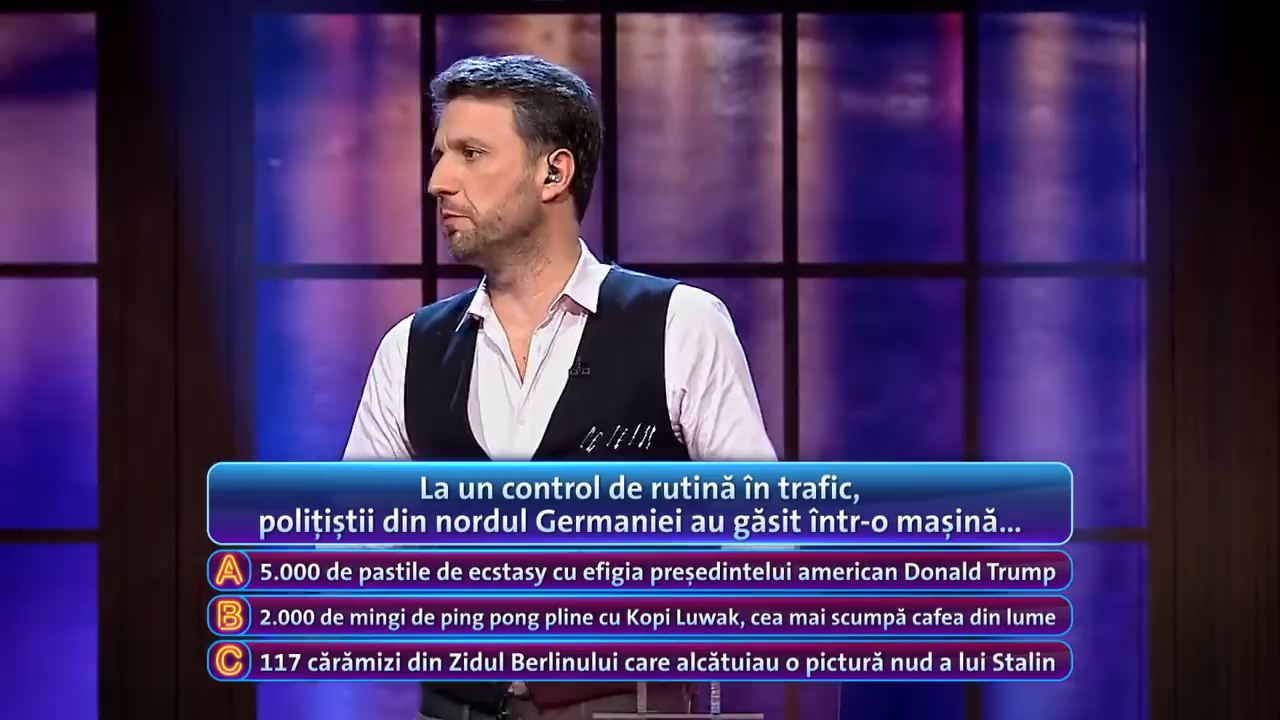 La un control de rutină în trafic,
polițiștii din nordul Germaniei au găsit într-o mașină...
A 5.000 de pastile de ecstasy cu efigia președintelui american Donald Trump
B 2.000 de mingi de ping pong pline cu Kopi Luwak, cea mai scumpă cafea din lume
C 117 cărămizi din Zidul Berlinului care alcătuiau o pictură nud a lui Stalin